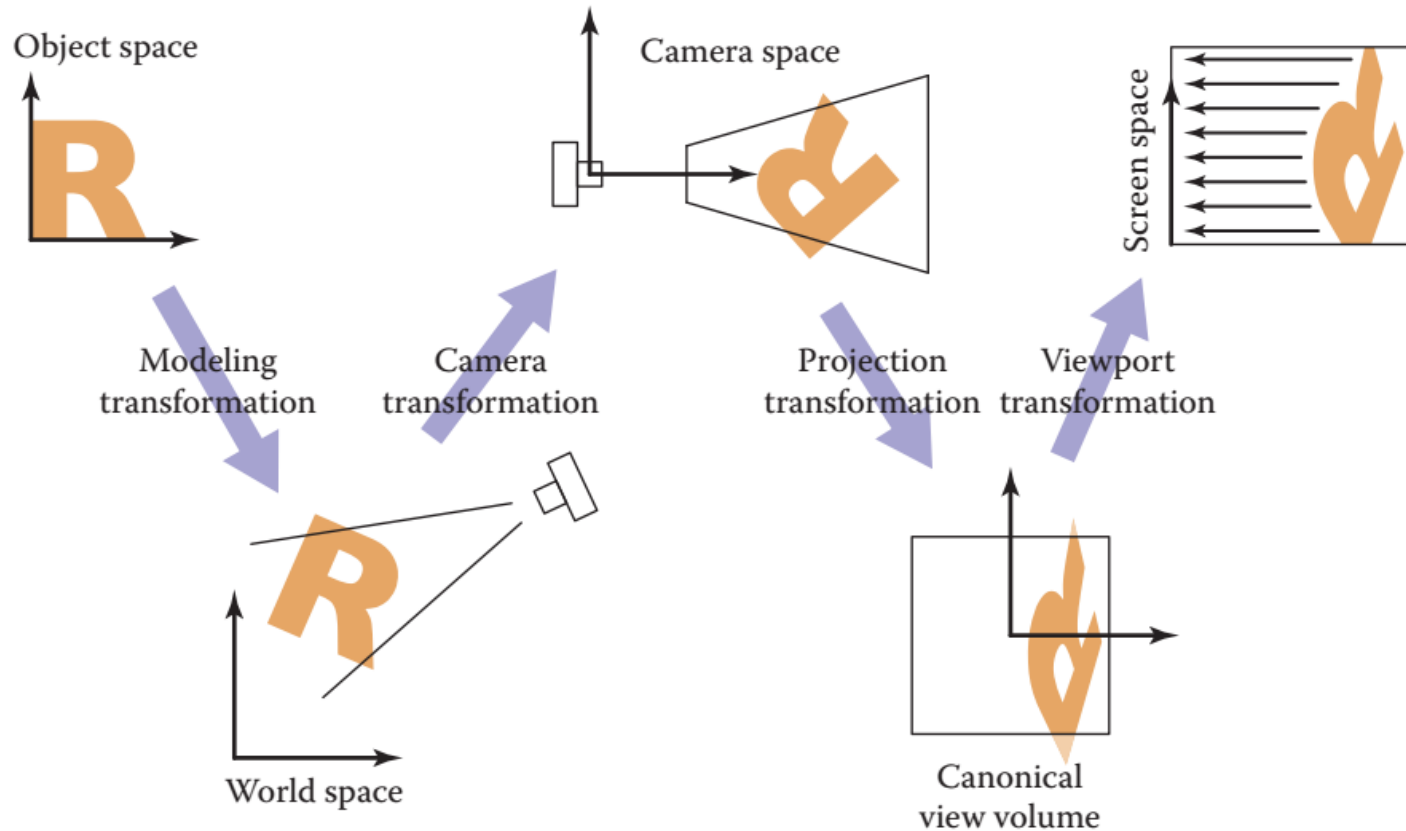 Object space
Camera space
Screen space
R
R
Modeling
transformation
Camera
transformation
Projection
transformation
Viewport
transformation
R
R
World space
Canonical
view volume
R